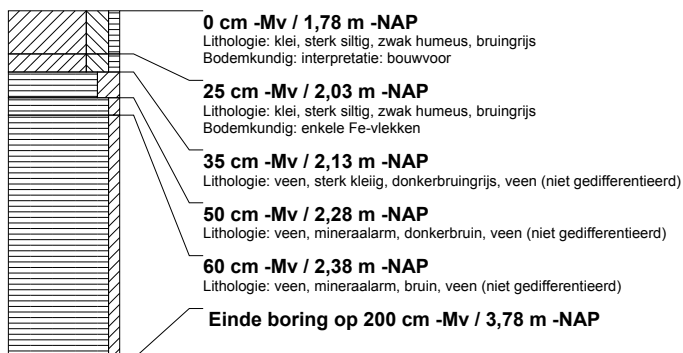 0 cm -Mv / 1,78 m -NAP
Lithologie: klei, sterk siltig, zwak humeus, bruingrijs
Bodemkundig: interpretatie: bouwvoor
25 cm -Mv / 2,03 m -NAP
Lithologie: klei, sterk siltig, zwak humeus, bruingrijs
Bodemkundig: enkele Fe-vlekken
35 cm -Mv / 2,13 m -NAP
Lithologie: veen, sterk kleiig, donkerbruingrijs, veen (niet gedifferentieerd)
50 cm -Mv / 2,28 m -NAP
Lithologie: veen, mineraalarm, donkerbruin, veen (niet gedifferentieerd)
60 cm -Mv / 2,38 m -NAP
Lithologie: veen, mineraalarm, bruin, veen (niet gedifferentieerd)
Einde boring op 200 cm -Mv / 3,78 m -NAP